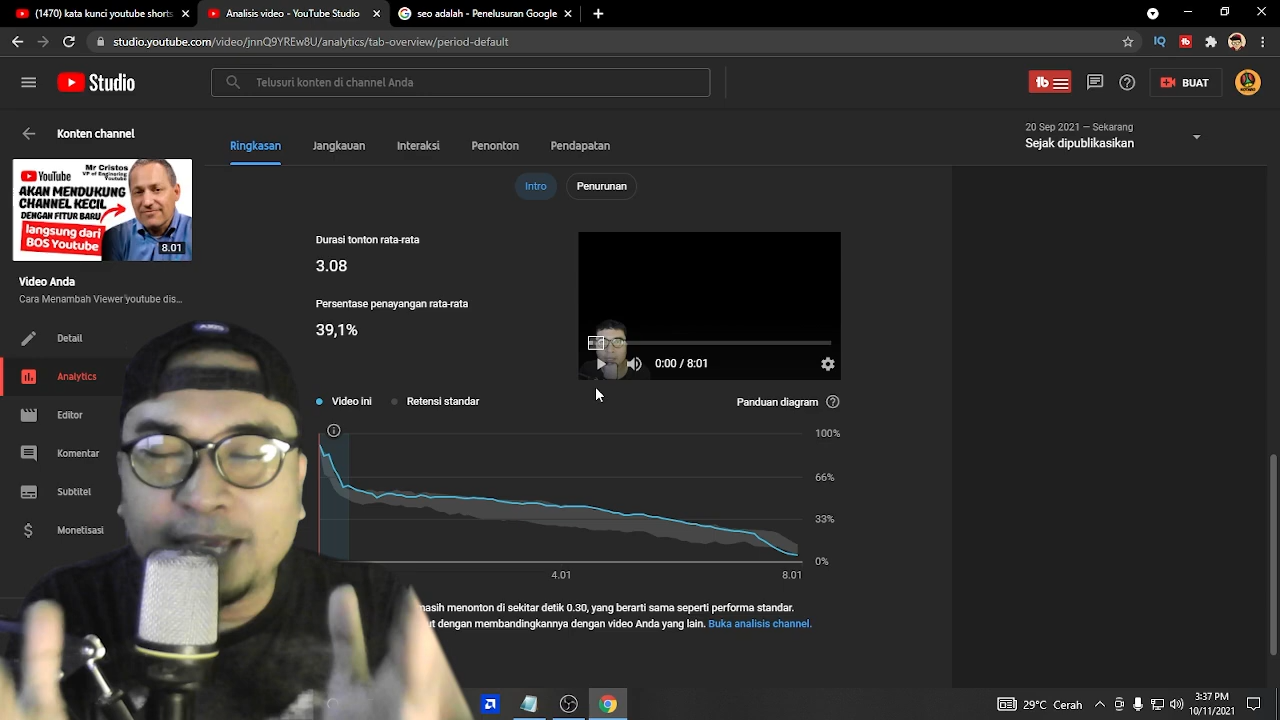 (1470) kata kunci youtube shorts
Analisis video - YouTube Studio
seo adalah - Penelusuran Google
studio.youtube.com/video/jnnQ9YREw8U/analytics/tab-overview/period-default
IQ
tb
Studio
Telusuri konten di channel Anda
tb
BUAT
Konten channel
Ringkasan
Jangkauan
Interaksi
Penonton
Pendapatan
20 Sep 2021 – Sekarang
Sejak dipublikasikan
Mr Cristos
VP of Engineering
Youtube
YouTube
AKAN MENDUKUNG
CHANNEL KECIL
DENGAN FITUR BARU
langsung dari
BOS Youtube
8.01
Intro
Penurunan
Durasi tonton rata-rata
3.08
Persentase penayangan rata-rata
39,1%
0:00 / 8:01
Video Anda
Cara Menambah Viewer youtube dis...
Detail
Analytics
Editor
Komentar
Subtitel
Monetisasi
Video ini
Retensi standar
Panduan diagram
100%
66%
33%
0%
4.01
8.01
masih menonton di sekitar detik 0.30, yang berarti sama seperti performa standar.
ut dengan membandingkannya dengan video Anda yang lain. Buka analisis channel.
29°C Cerah
3:37 PM
10/11/2021